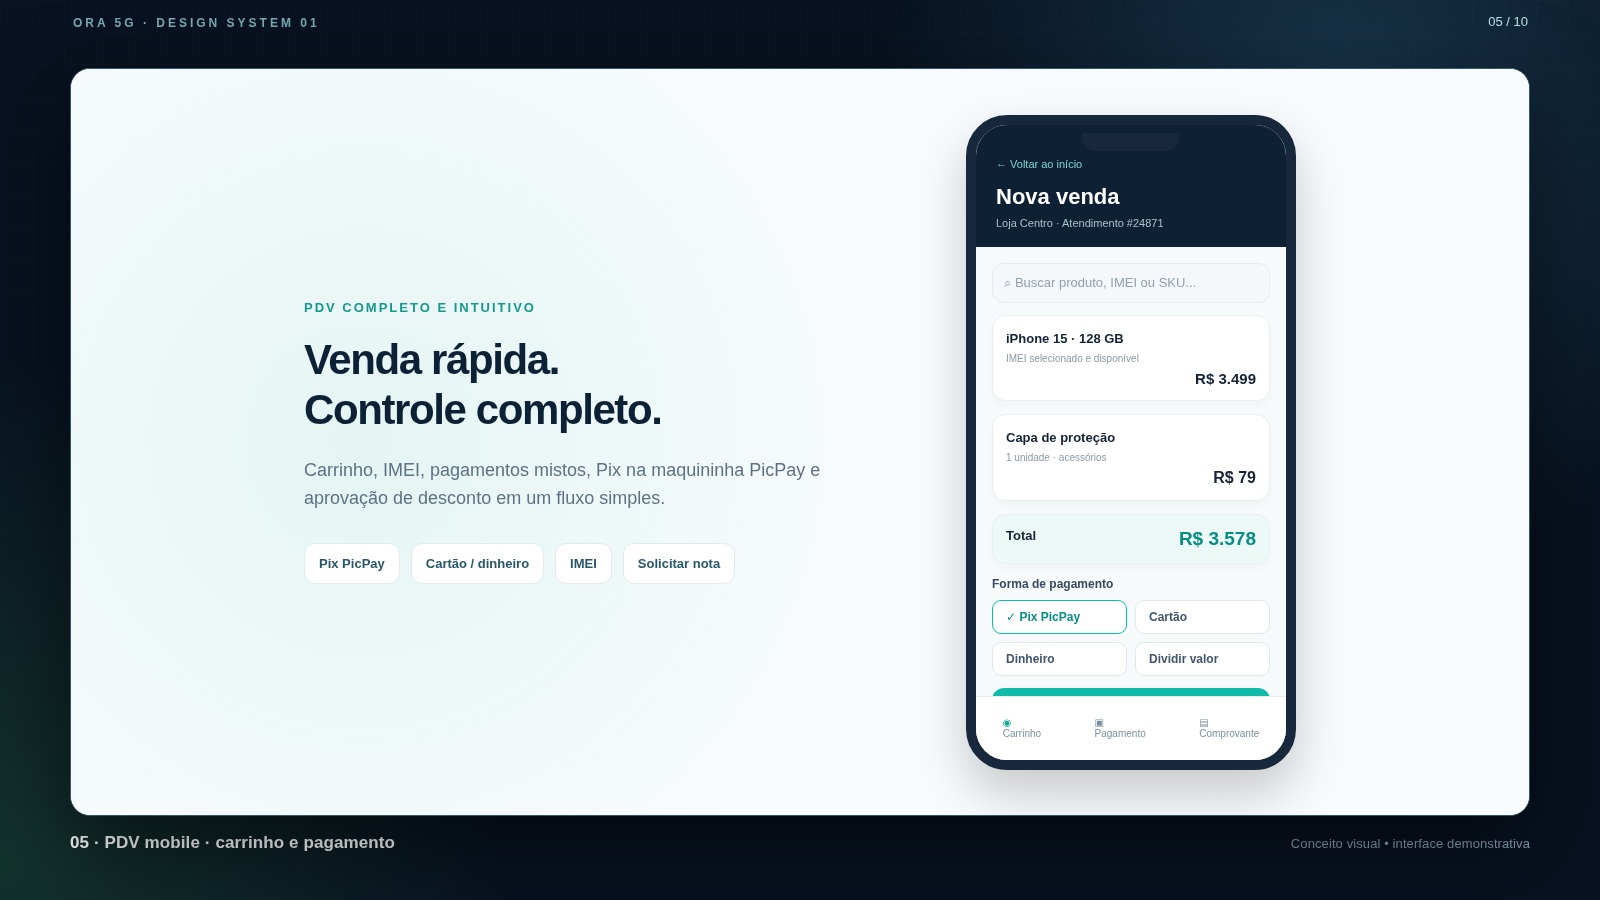 ORA 5G · DESIGN SYSTEM 01
05 / 10
PDV COMPLETO E INTUITIVO
Venda rápida.
Controle completo.
Carrinho, IMEI, pagamentos mistos, Pix na maquininha PicPay e
aprovação de desconto em um fluxo simples.
Pix PicPay
Cartão / dinheiro
IMEI
Solicitar nota
← Voltar ao início
Nova venda
Loja Centro · Atendimento #24871
⌕ Buscar produto, IMEI ou SKU...
iPhone 15 · 128 GB
IMEI selecionado e disponível
R$ 3.499
Capa de proteção
1 unidade · acessórios
R$ 79
Total
R$ 3.578
Forma de pagamento
✓ Pix PicPay
Cartão
Dinheiro
Dividir valor
◉ Carrinho
▣ Pagamento
▤ Comprovante
05 · PDV mobile · carrinho e pagamento
Conceito visual • interface demonstrativa